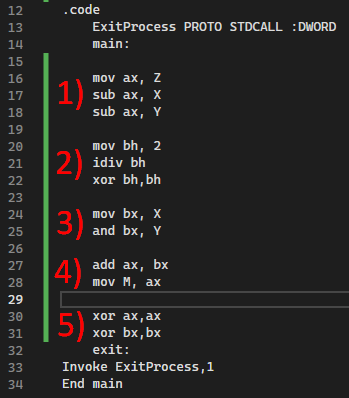 12 .code
13 ExitProcess PROTO STDCALL :DWORD
14 main:
15
16 mov ax, Z
1) 17 sub ax, X
18 sub ax, Y
19
20 mov bh, 2
2) 21 idiv bh
22 xor bh,bh
23
3) 24 mov bx, X
25 and bx, Y
26
4) 27 add ax, bx
28 mov M, ax
29
5) 30 xor ax,ax
31 xor bx,bx
32 exit:
33 Invoke ExitProcess,1
34 End main